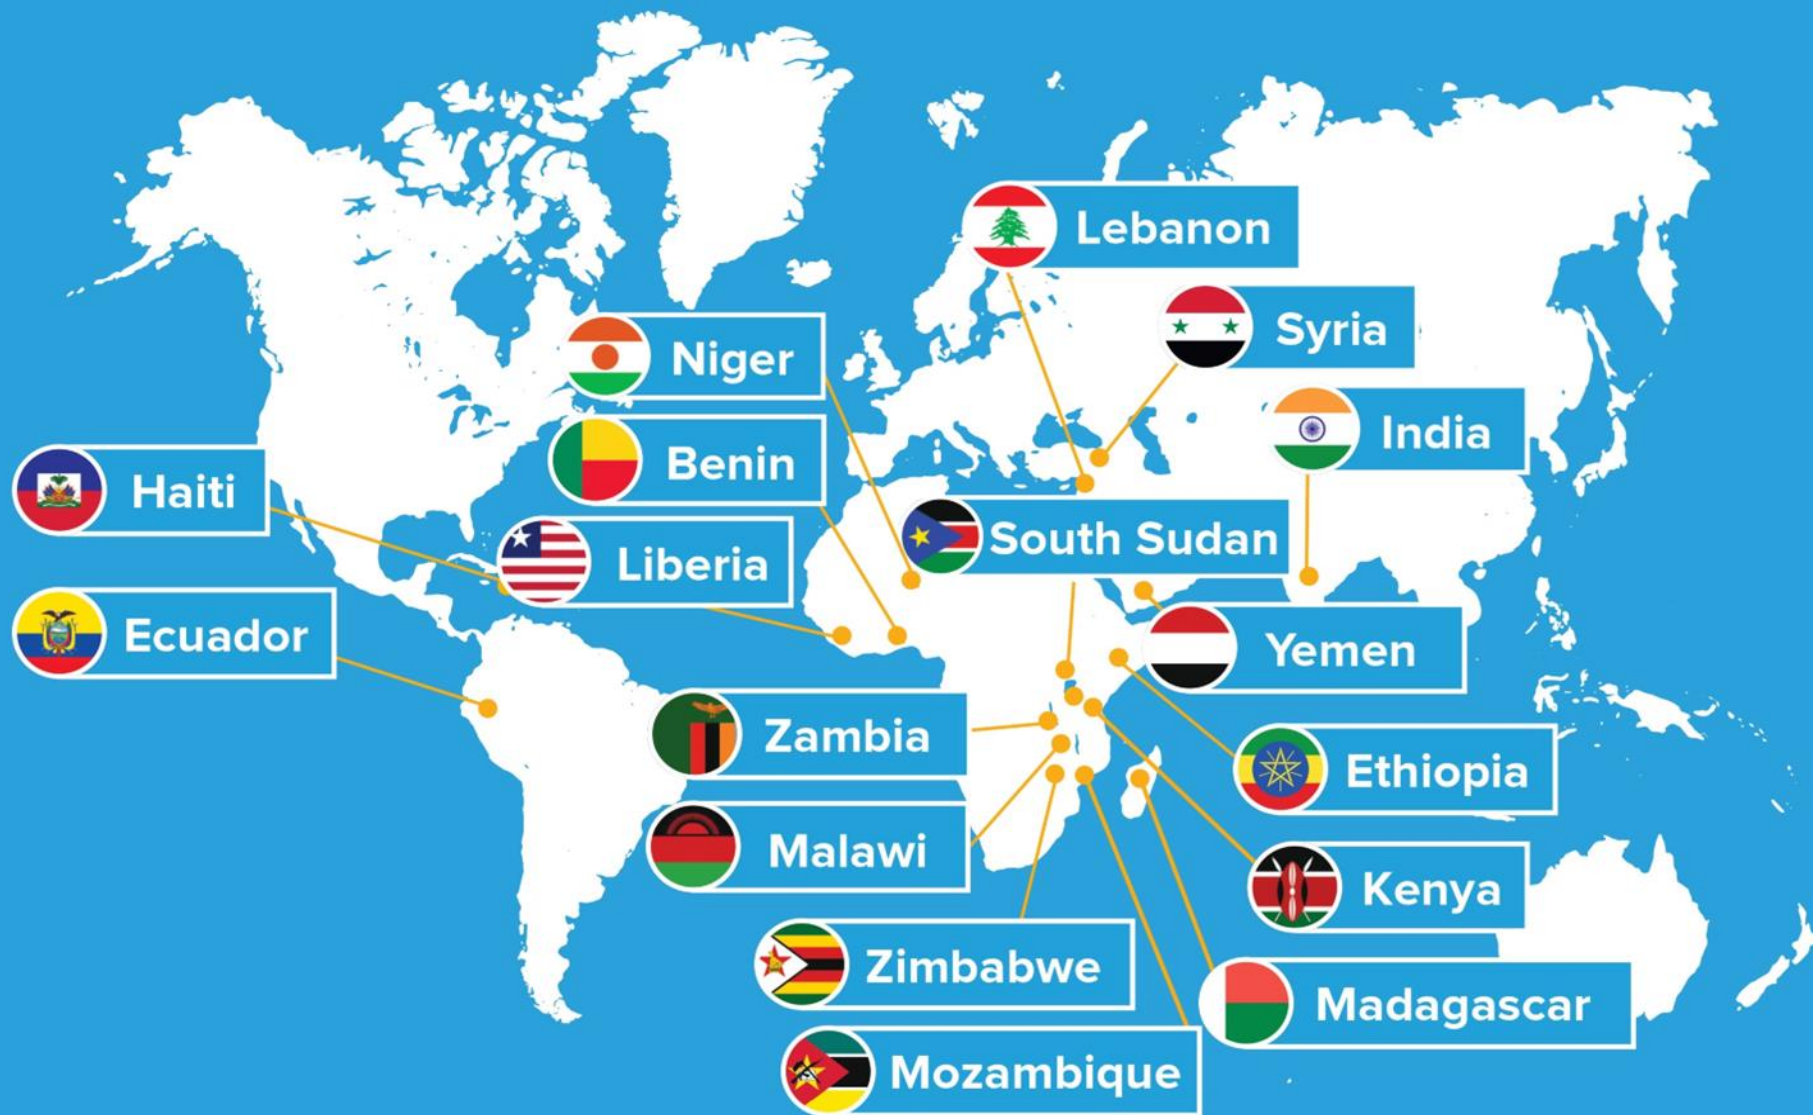 Lebanon
Syria
Niger
India
Benin
Haiti
South Sudan
Liberia
Ecuador
Yemen
Zambia
Ethiopia
Malawi
Kenya
Zimbabwe
Madagascar
Mozambique